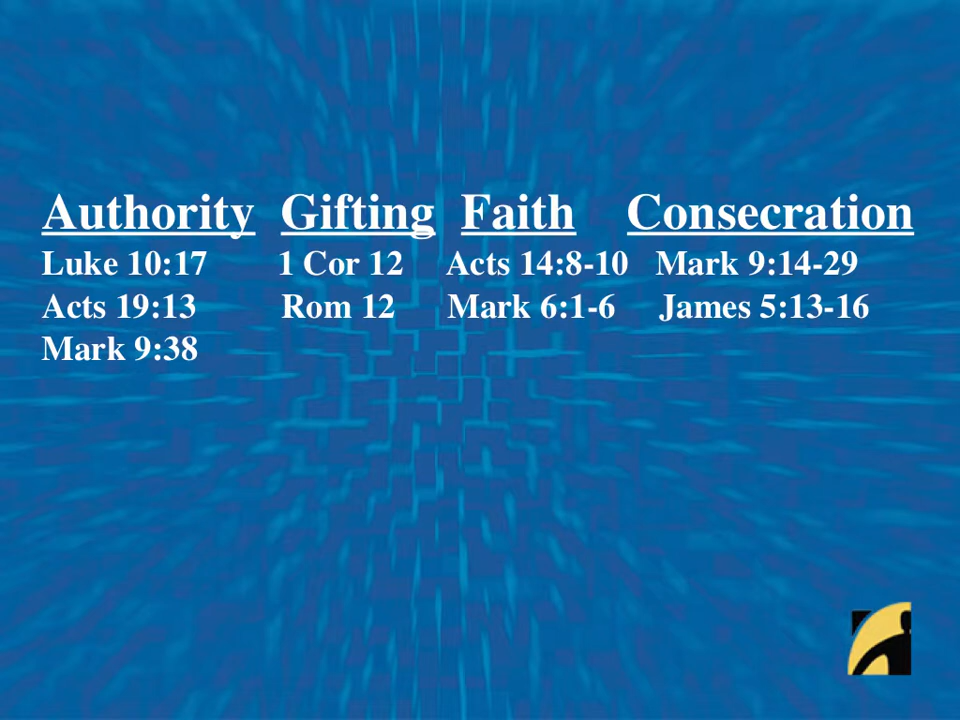 Authority Gifting Faith Consecration
Luke 10:17 1 Cor 12 Acts 14:8-10 Mark 9:14-29
Acts 19:13 Rom 12 Mark 6:1-6 James 5:13-16
Mark 9:38